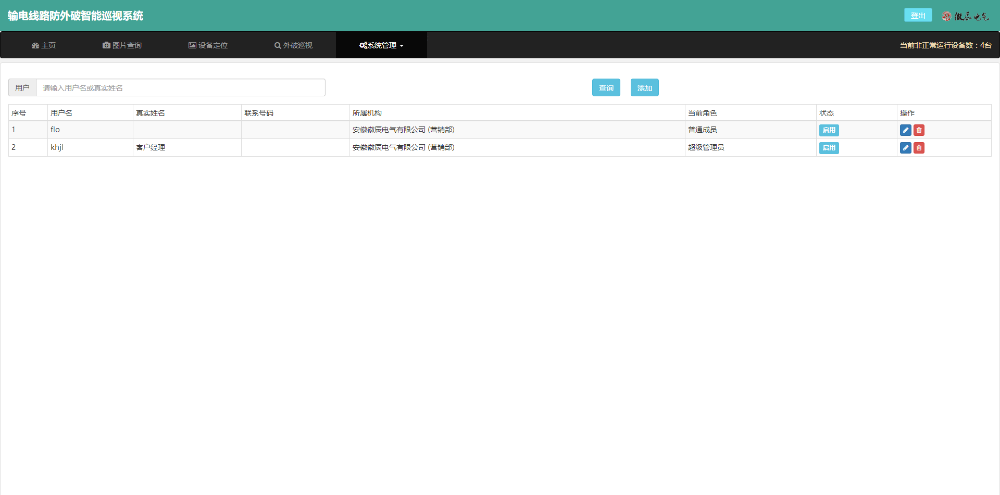 输电线路防外破智能巡视系统
登出
徽辰电气
主页 图片查询 设备定位 外破巡视 系统管理
当前非正常运行设备数：4台
用户 请输入用户名或真实姓名 查询 添加
序号 用户名 真实姓名 联系号码 所属机构 当前角色 状态 操作
1 flo 安徽徽辰电气有限公司 (营销部) 普通成员 启用
2 khjl 客户经理 安徽徽辰电气有限公司 (营销部) 超级管理员 启用